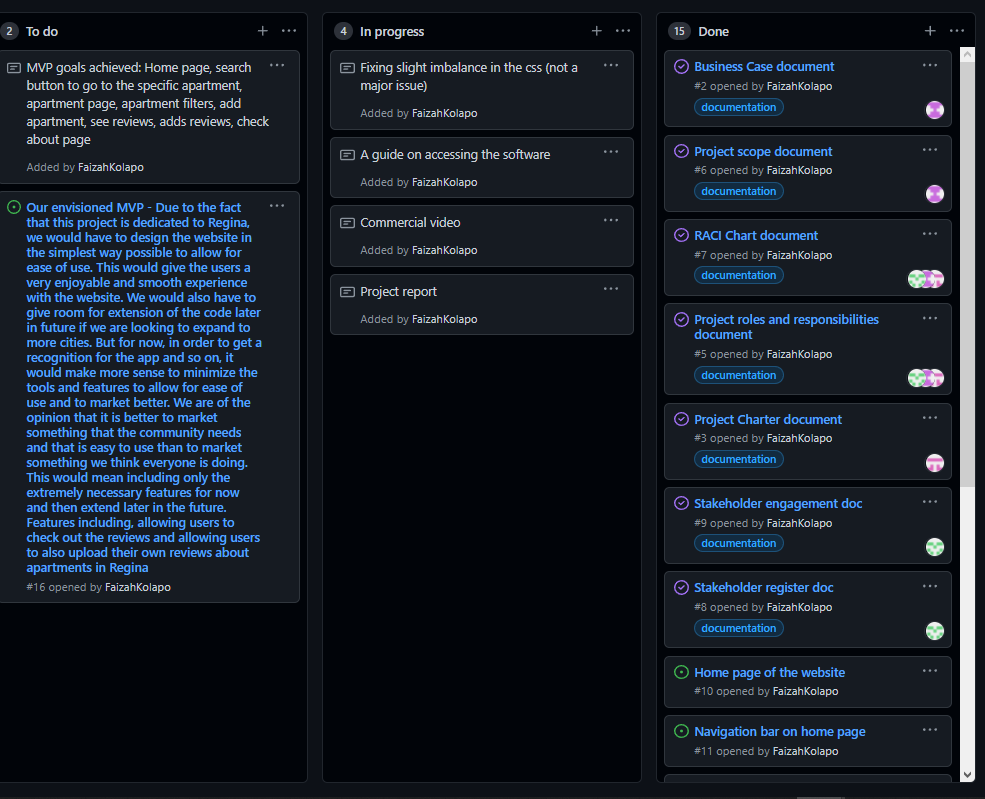 2 To do
MVP goals achieved: Home page, search
button to go to the specific apartment,
apartment page, apartment filters, add
apartment, see reviews, adds reviews, check
about page
Added by FaizahKolapo
Our envisioned MVP - Due to the fact
that this project is dedicated to Regina,
we would have to design the website in
the simplest way possible to allow for
ease of use. This would give the users a
very enjoyable and smooth experience
with the website. We would also have to
give room for extension of the code later
in future if we are looking to expand to
more cities. But for now, in order to get a
recognition for the app and so on, it
would make more sense to minimize the
tools and features to allow for ease of
use and to market better. We are of the
opinion that it is better to market
something that the community needs
and that is easy to use than to market
something we think everyone is doing.
This would mean including only the
extremely necessary features for now
and then extend later in the future.
Features including, allowing users to
check out the reviews and allowing users
to also upload their own reviews about
apartments in Regina
#16 opened by FaizahKolapo
4 In progress
Fixing slight imbalance in the css (not a
major issue)
Added by FaizahKolapo
A guide on accessing the software
Added by FaizahKolapo
Commercial video
Added by FaizahKolapo
Project report
Added by FaizahKolapo
15 Done
Business Case document
#2 opened by FaizahKolapo
documentation
Project scope document
#6 opened by FaizahKolapo
documentation
RACI Chart document
#7 opened by FaizahKolapo
documentation
Project roles and responsibilities
document
#5 opened by FaizahKolapo
documentation
Project Charter document
#3 opened by FaizahKolapo
documentation
Stakeholder engagement doc
#9 opened by FaizahKolapo
documentation
Stakeholder register doc
#8 opened by FaizahKolapo
documentation
Home page of the website
#10 opened by FaizahKolapo
Navigation bar on home page
#11 opened by FaizahKolapo